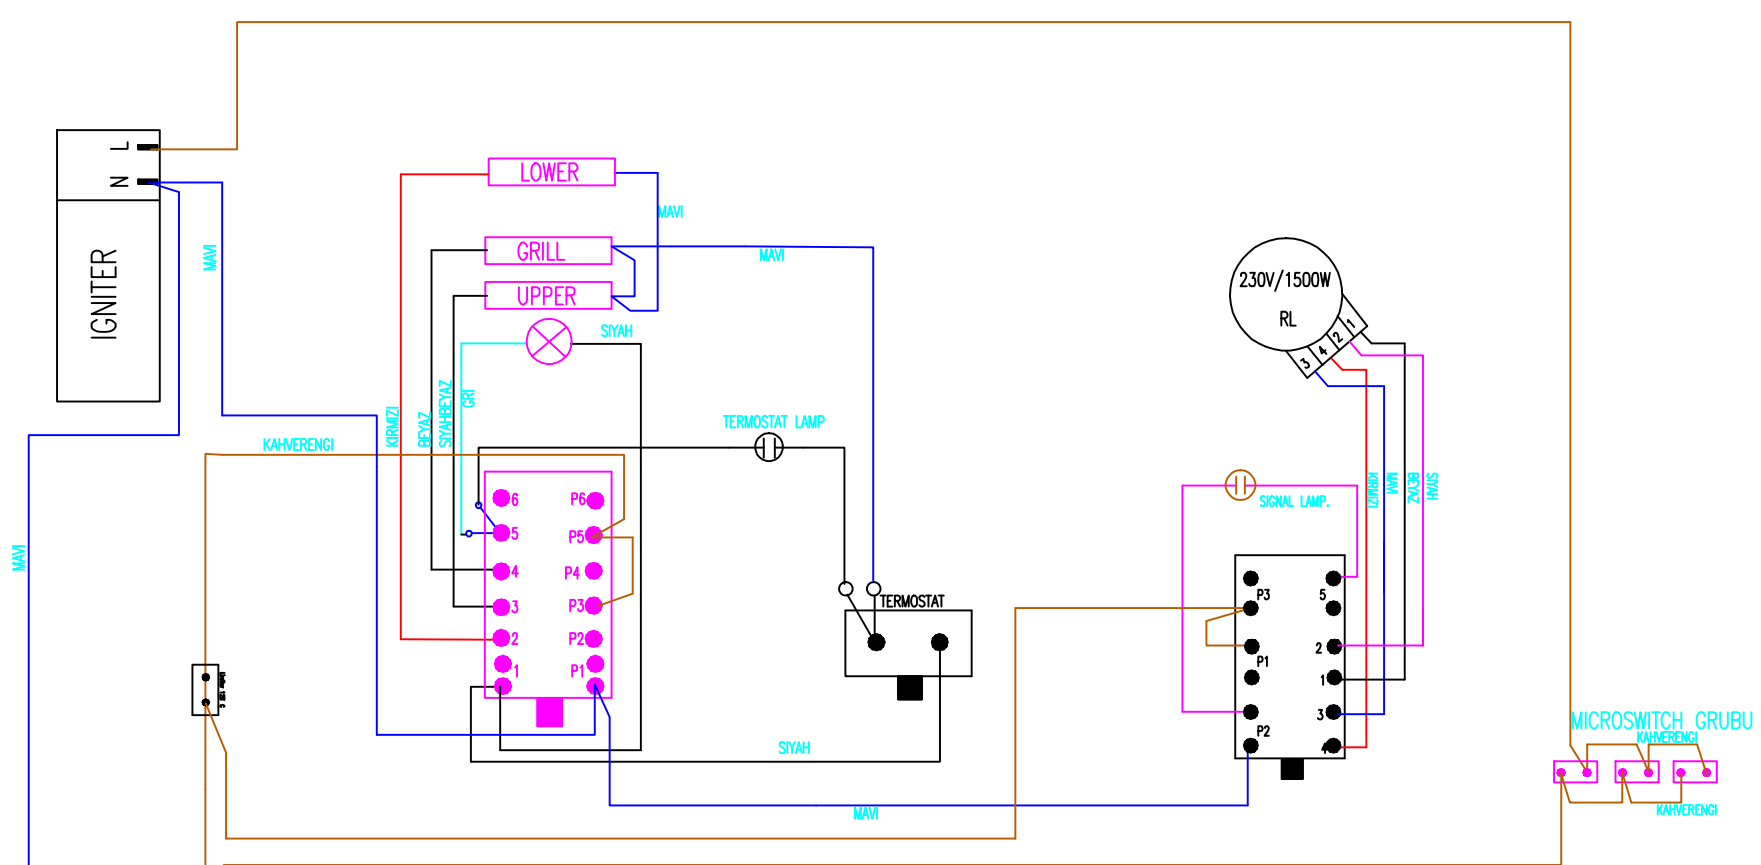 L
N
IGNITER
MAVI
MAVI
LOWER
MAVI
GRILL
MAVI
UPPER
SIYAH
KIRMIZI
BEYAZ
SIYAHBEYAZ
GRI
TERMOSTAT LAMP
KAHVERENGI
6 P6
5 P5
4 P4
3 P3
2 P2
1 P1
TERMOSTAT
SIYAH
MAVI
230V/1500W
RL
3 4 2 1
KIRMIZI
MAVI
BEYAZ
SIYAH
SIGNAL LAMP.
P3 5
2
P1
1
3
P2
4
MICROSWITCH GRUBU
KAHVERENGI
KAHVERENGI